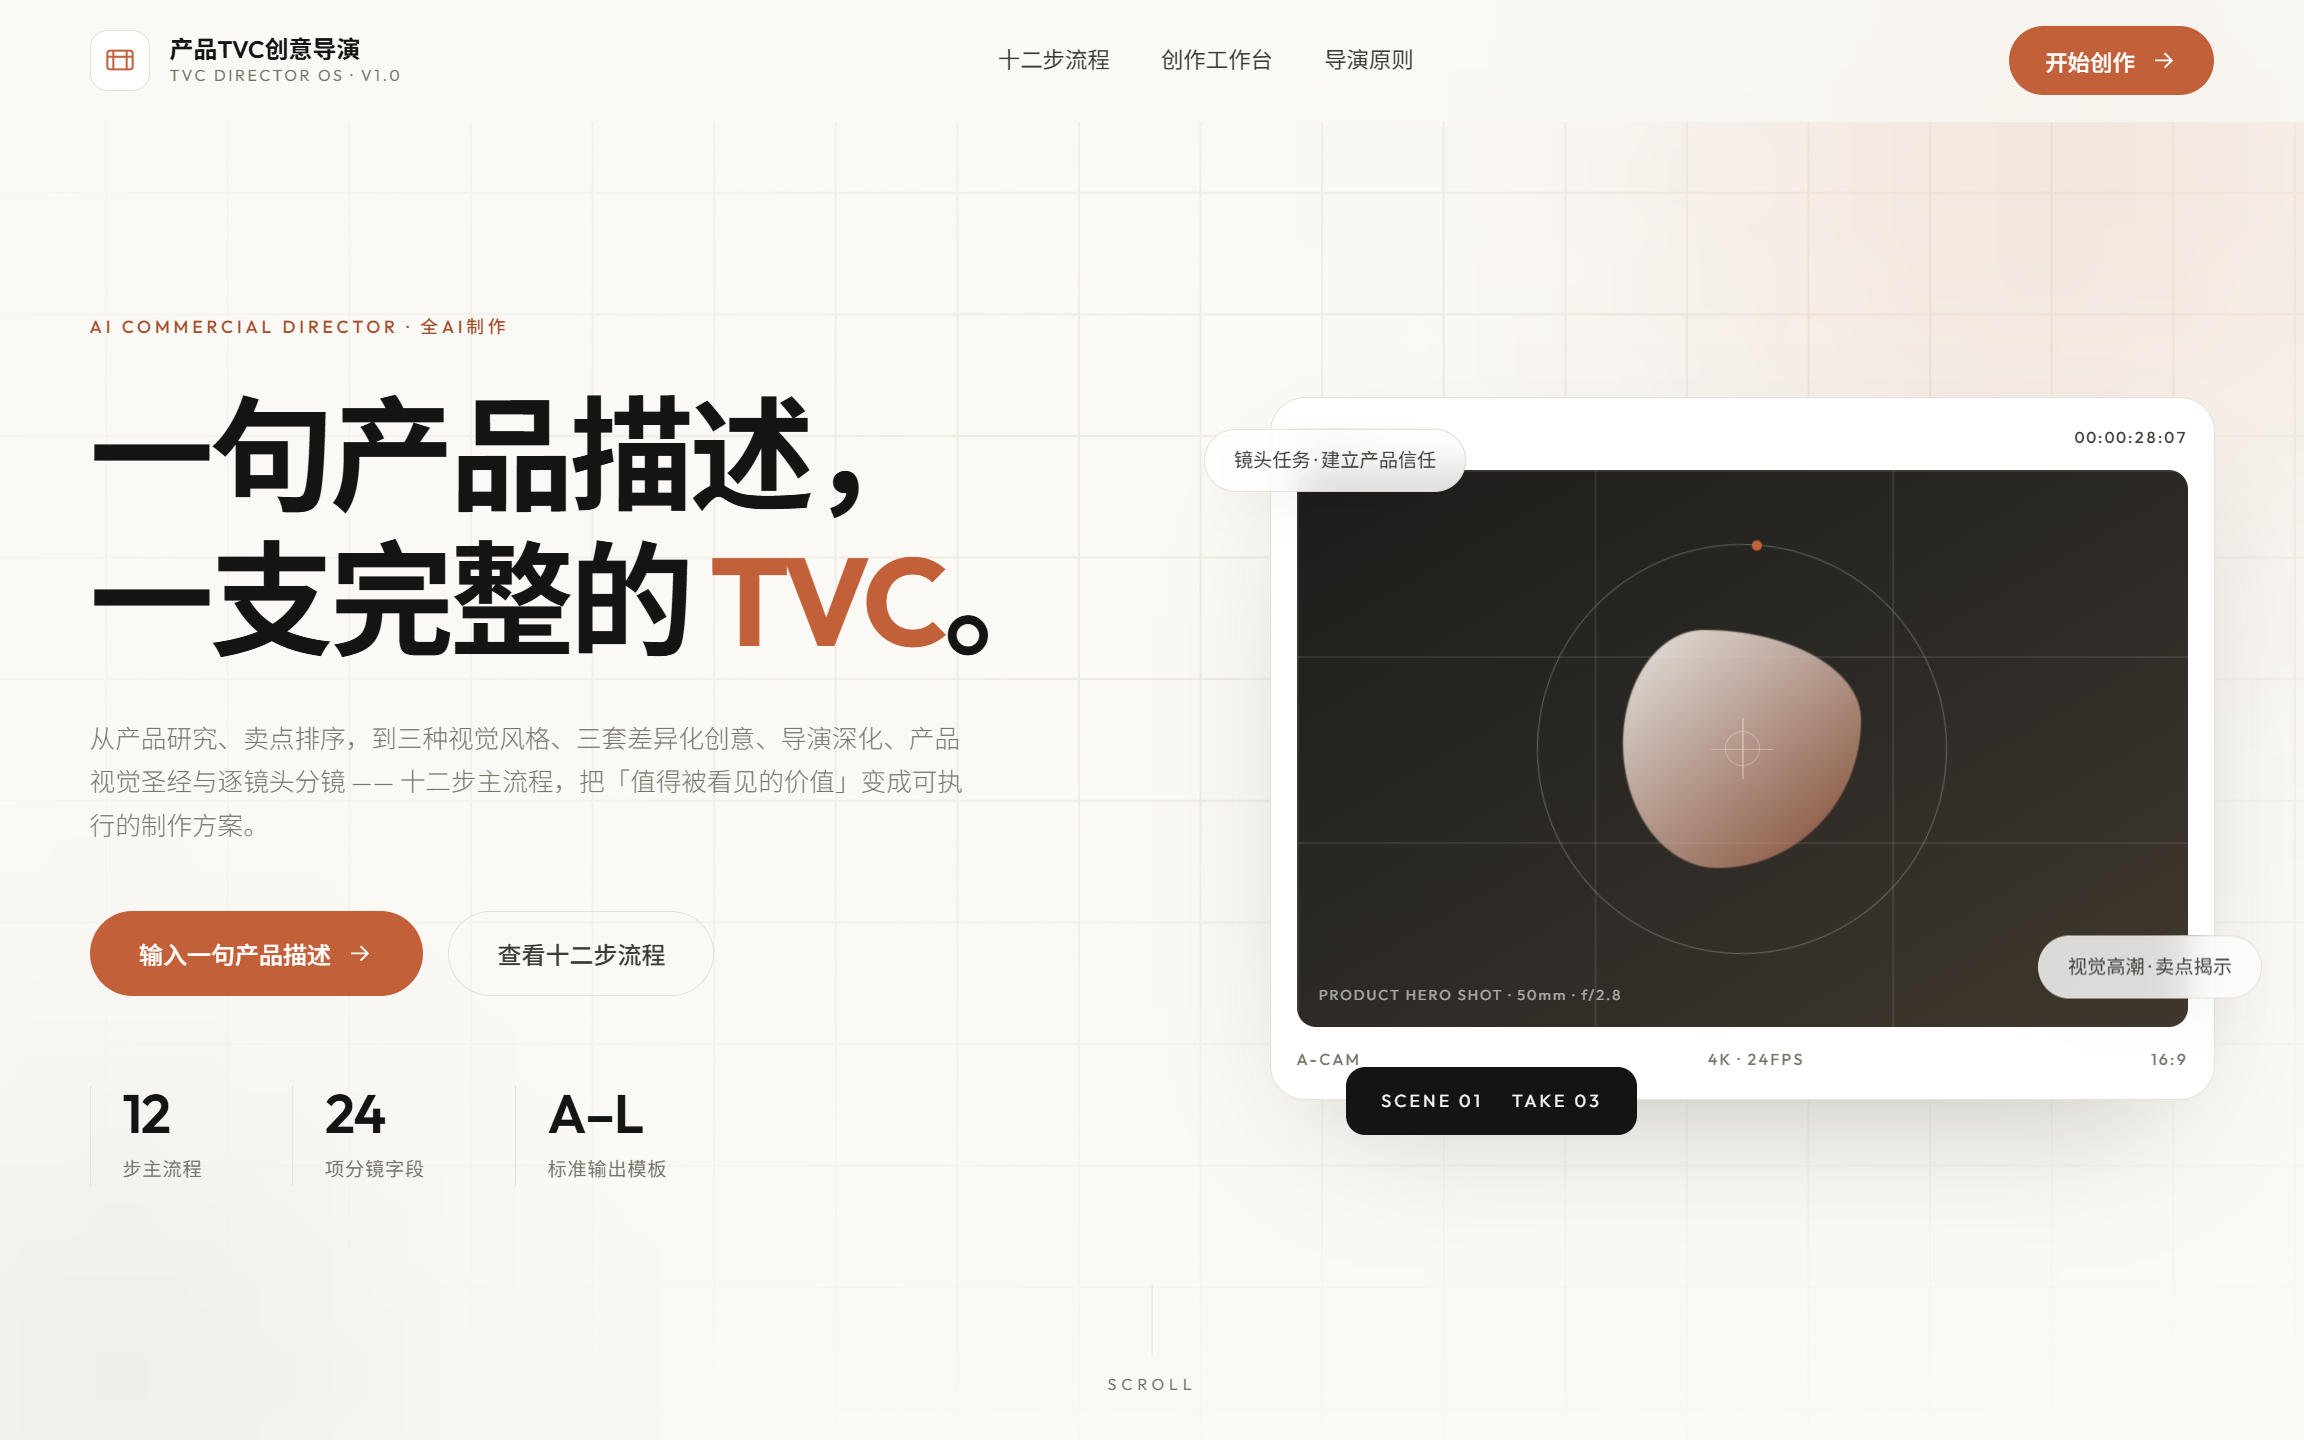 产品TVC创意导演
TVC DIRECTOR OS · V1.0
十二步流程
创作工作台
导演原则
开始创作
AI COMMERCIAL DIRECTOR · 全AI制作
一句产品描述，
一支完整的 TVC。
从产品研究、卖点排序，到三种视觉风格、三套差异化创意、导演深化、产品
视觉圣经与逐镜头分镜 —— 十二步主流程，把「值得被看见的价值」变成可执
行的制作方案。
输入一句产品描述
查看十二步流程
12
步主流程
24
项分镜字段
A–L
标准输出模板
00:00:28:07
镜头任务 · 建立产品信任
视觉高潮 · 卖点揭示
PRODUCT HERO SHOT · 50mm · f/2.8
A-CAM
4K · 24FPS
16:9
SCENE 01 TAKE 03
SCROLL